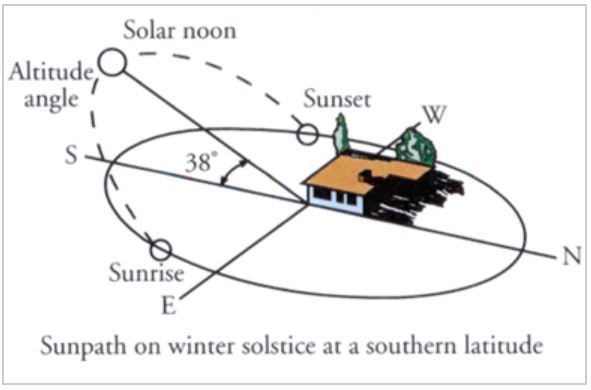 Solar noon
Altitude
angle
Sunset
W
S
38°
Sunrise
E
N
Sunpath on winter solstice at a southern latitude